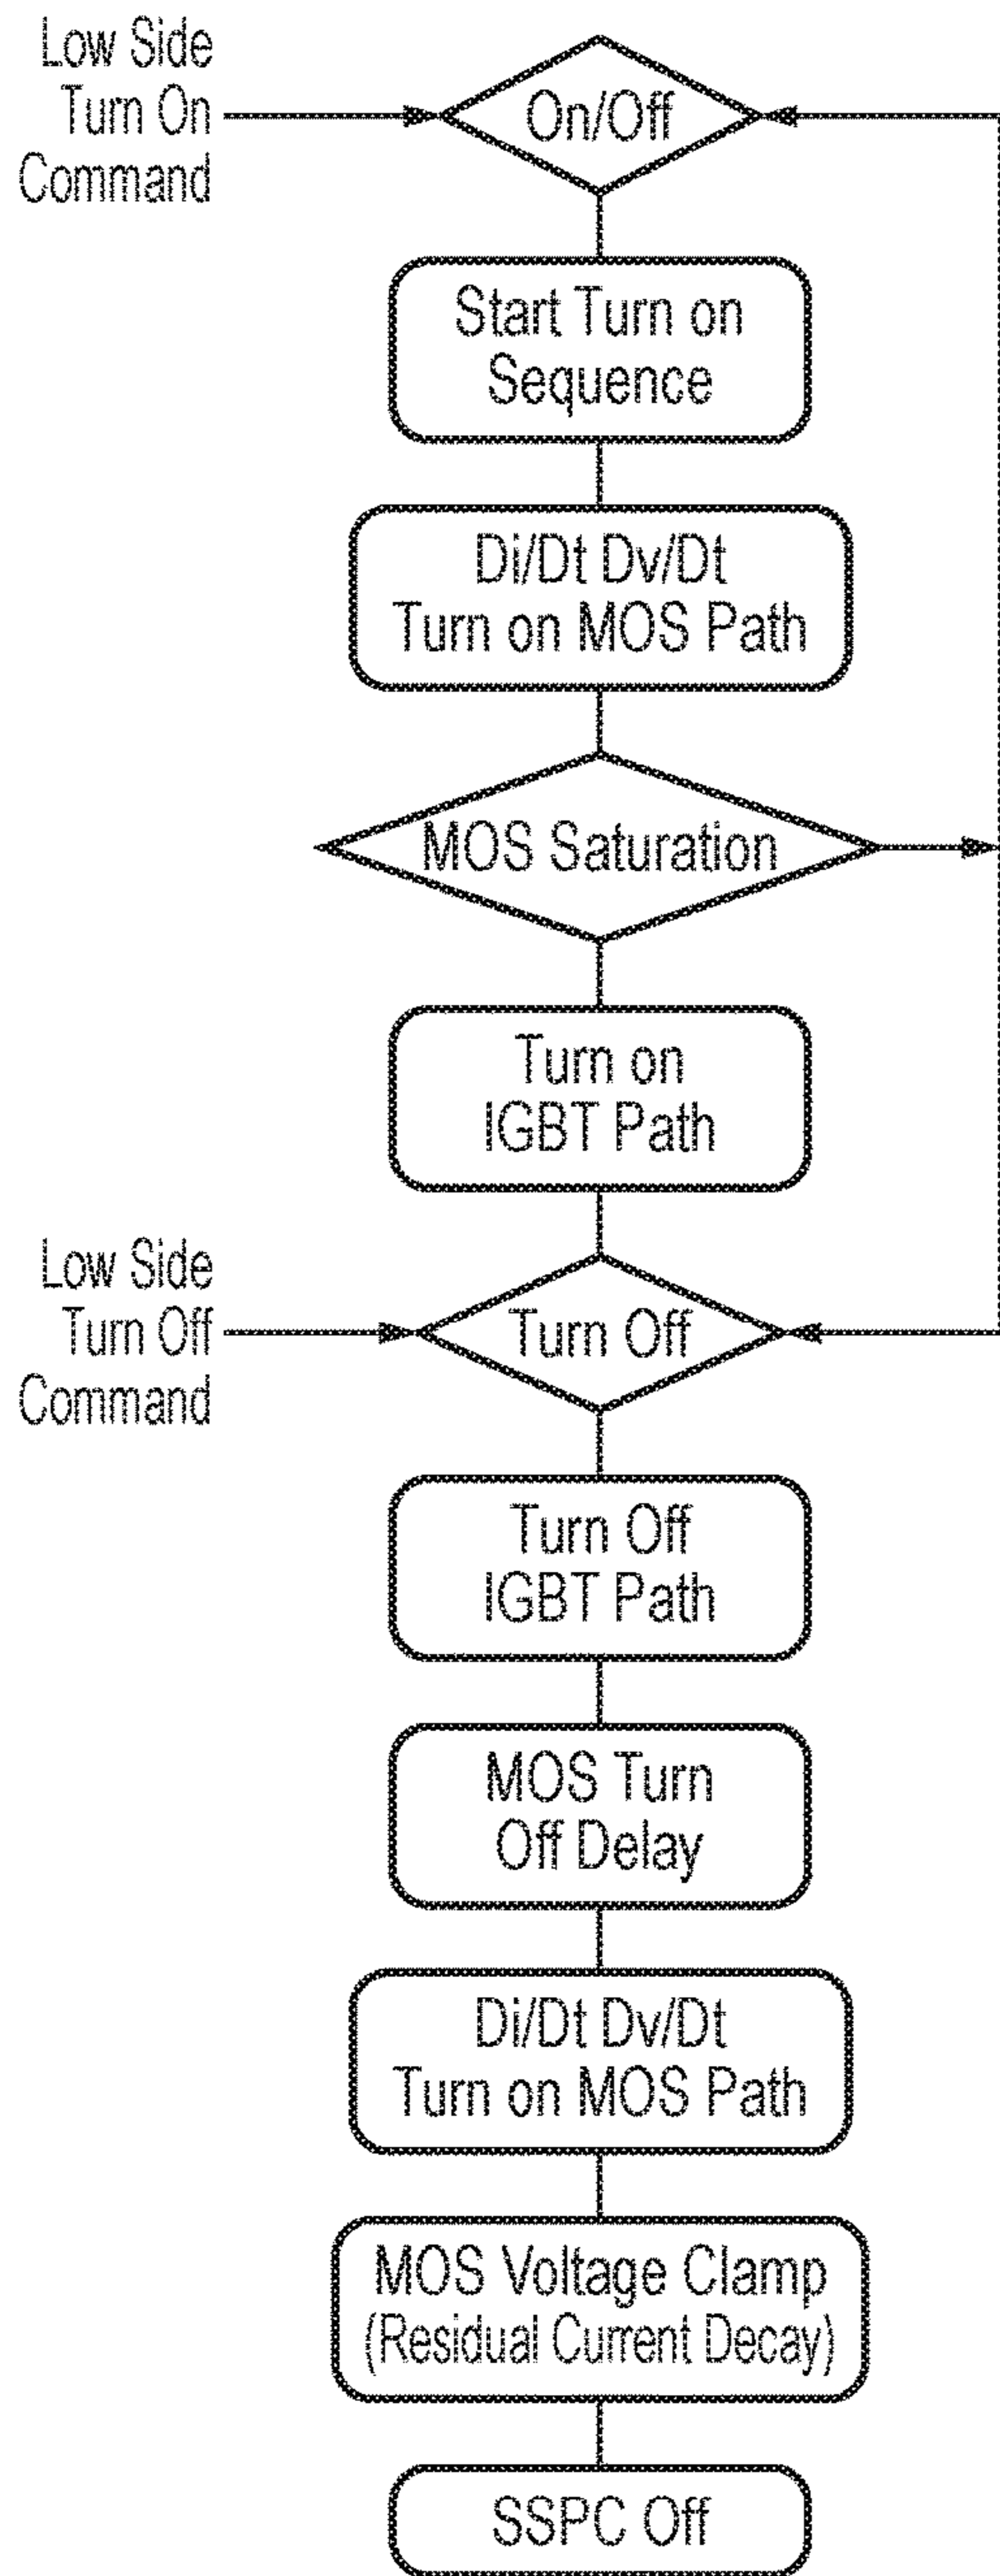 Low Side
Turn On
Command
On/Off
Start Turn on
Sequence
Di/Dt Dv/Dt
Turn on MOS Path
MOS Saturation
Turn on
IGBT Path
Low Side
Turn Off
Command
Turn Off
Turn Off
IGBT Path
MOS Turn
Off Delay
Di/Dt Dv/Dt
Turn on MOS Path
MOS Voltage Clamp
(Residual Current Decay)
SSPC Off